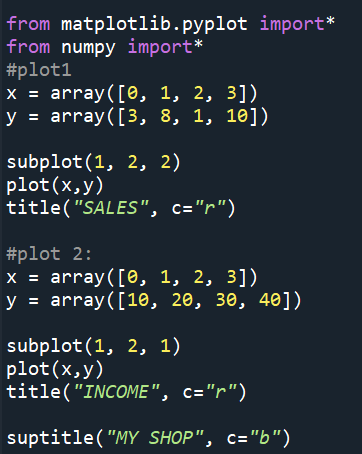 from matplotlib.pyplot import*
from numpy import*
#plot1
x = array([0, 1, 2, 3])
y = array([3, 8, 1, 10])
subplot(1, 2, 2)
plot(x,y)
title("SALES", c="r")
#plot 2:
x = array([0, 1, 2, 3])
y = array([10, 20, 30, 40])
subplot(1, 2, 1)
plot(x,y)
title("INCOME", c="r")
suptitle("MY SHOP", c="b")